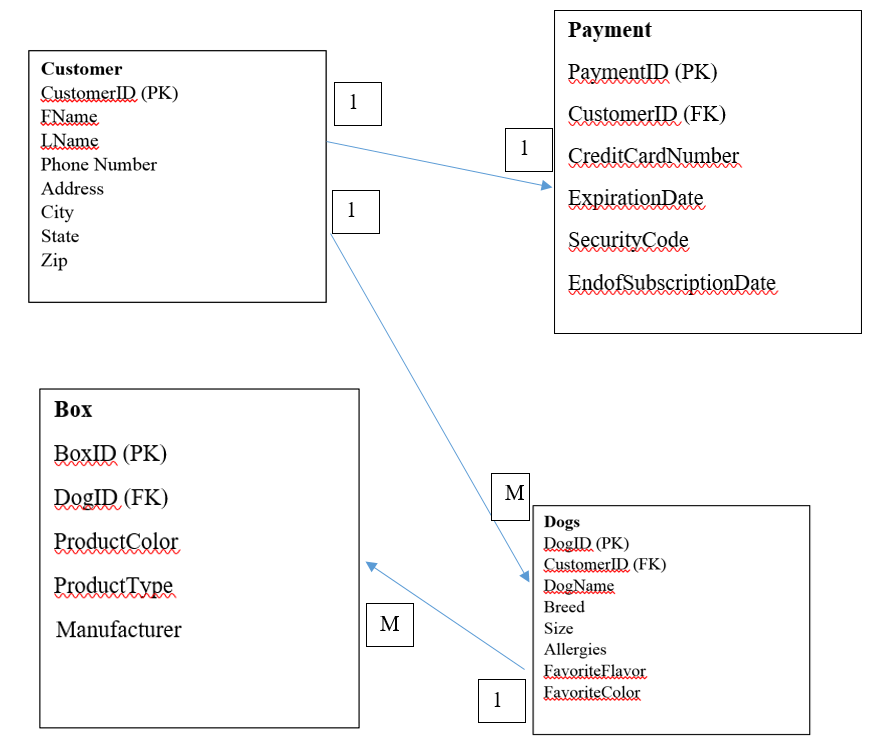 Customer
CustomerID (PK)
FName
LName
Phone Number
Address
City
State
Zip
1
1
1
Payment
PaymentID (PK)
CustomerID (FK)
CreditCardNumber
ExpirationDate
SecurityCode
EndofSubscriptionDate
Box
BoxID (PK)
DogID (FK)
ProductColor
ProductType
Manufacturer
M
M
1
Dogs
DogID (PK)
CustomerID (FK)
DogName
Breed
Size
Allergies
FavoriteFlavor
FavoriteColor